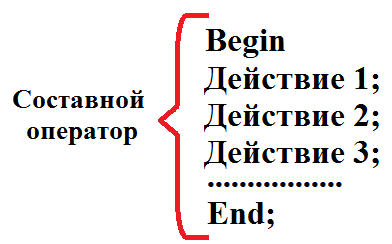 Составной
оператор
Begin
Действие 1;
Действие 2;
Действие 3;
.................
End;